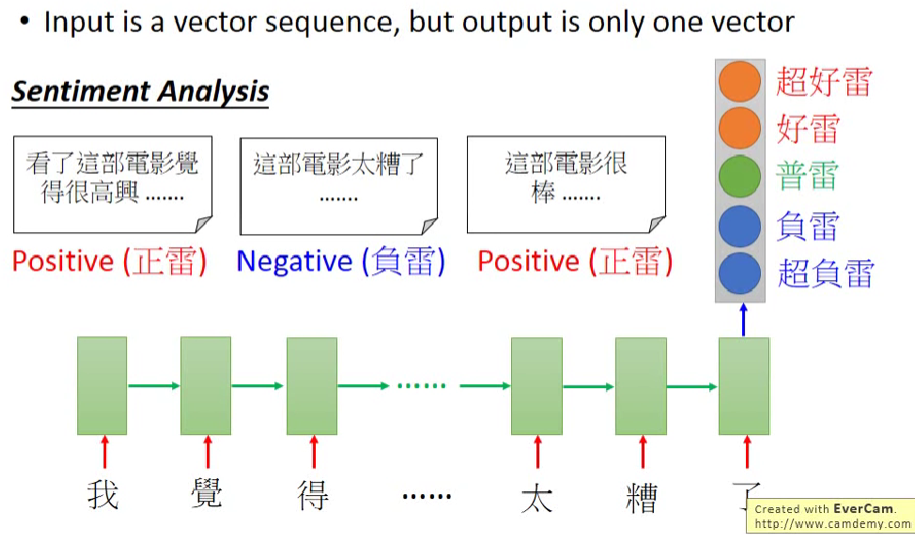 • Input is a vector sequence, but output is only one vector
Sentiment Analysis
看了這部電影覺
得很高興 .......
Positive (正雷)
這部電影太糟了
.......
Negative (負雷)
這部電影很
棒 .......
Positive (正雷)
超好雷
好雷
普雷
負雷
超負雷
......
我 覺 得 ...... 太 糟 了
Created with EverCam.
http://www.camdemy.com